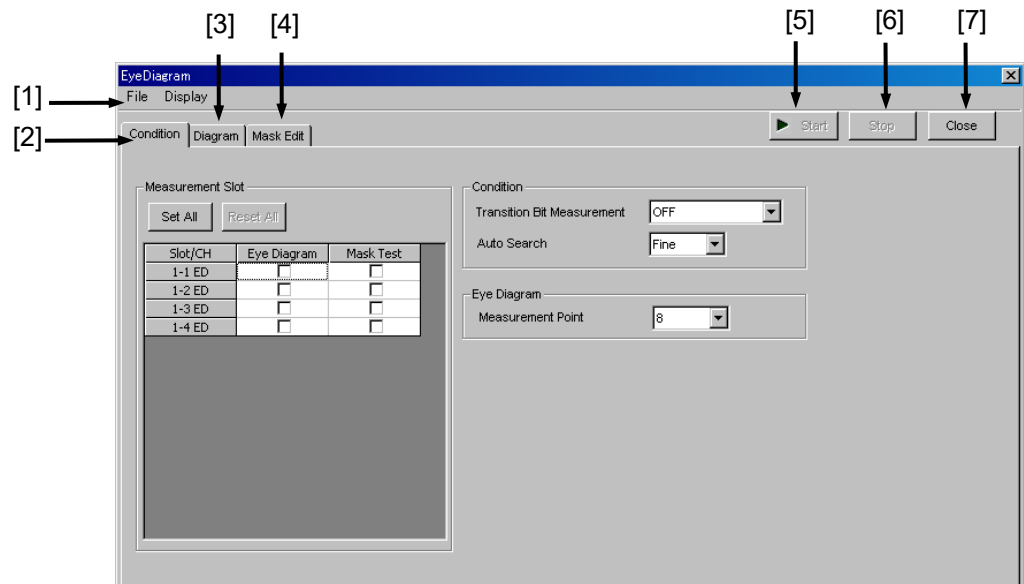 [3] [4] [5] [6] [7]
EyeDiagram
[1] File Display
[2] Condition Diagram Mask Edit Start Stop Close
Measurement Slot
Set All Reset All
Slot/CH Eye Diagram Mask Test
1-1 ED
1-2 ED
1-3 ED
1-4 ED
Condition
Transition Bit Measurement OFF
Auto Search Fine
Eye Diagram
Measurement Point 8